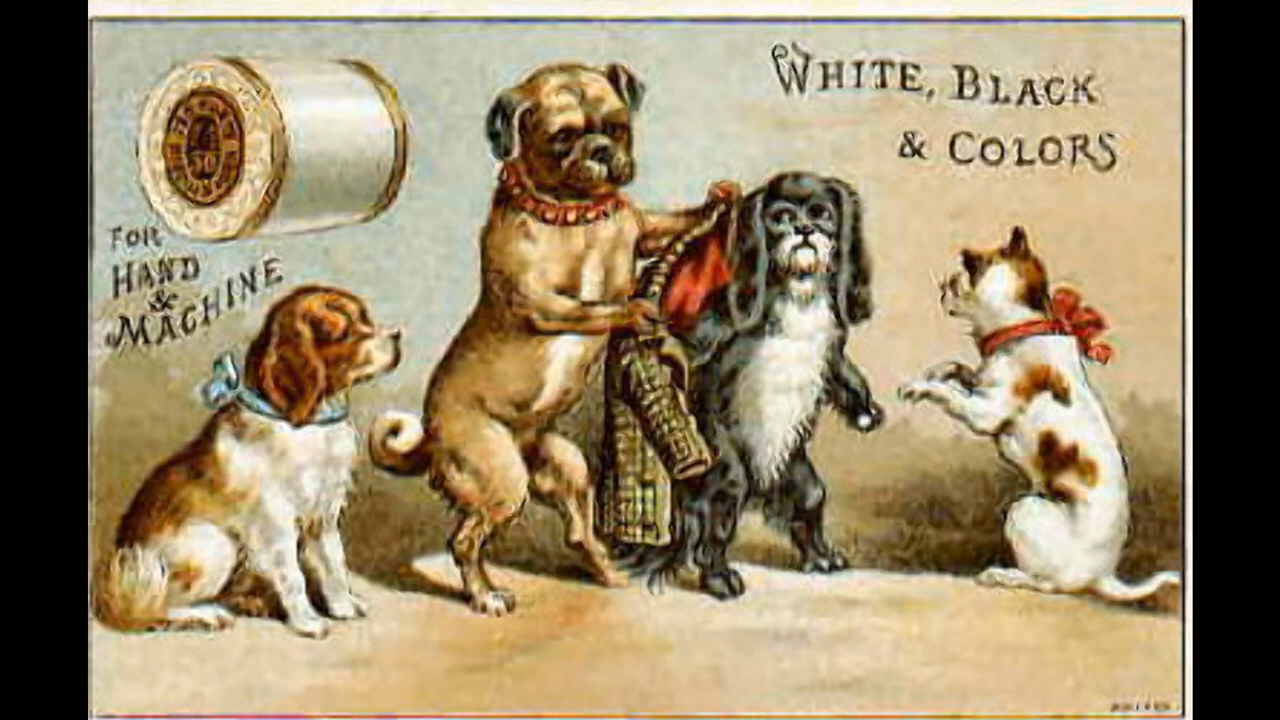 WHITE, BLACK
& COLORS
FOR
HAND
&
MACHINE